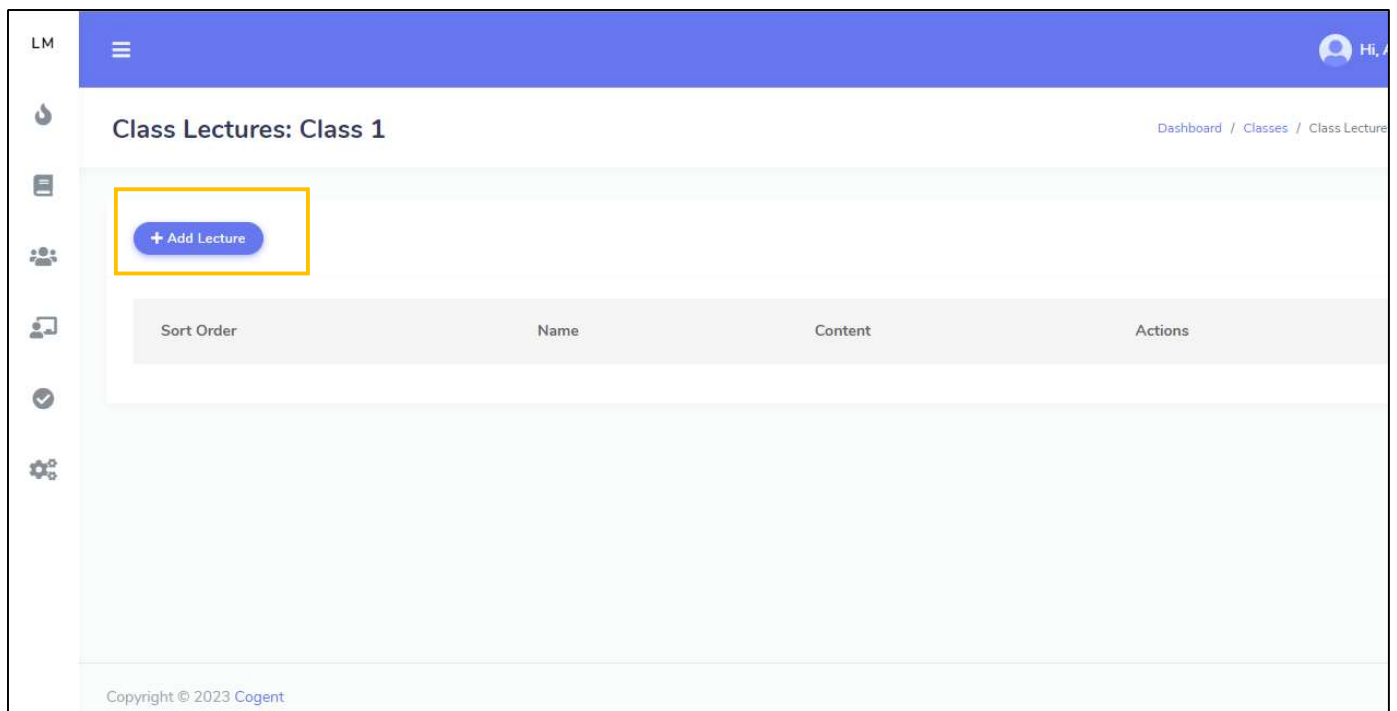 LM
Hi,
Class Lectures: Class 1
Dashboard / Classes / Class Lecture
+ Add Lecture
Sort Order Name Content Actions
Copyright © 2023 Cogent